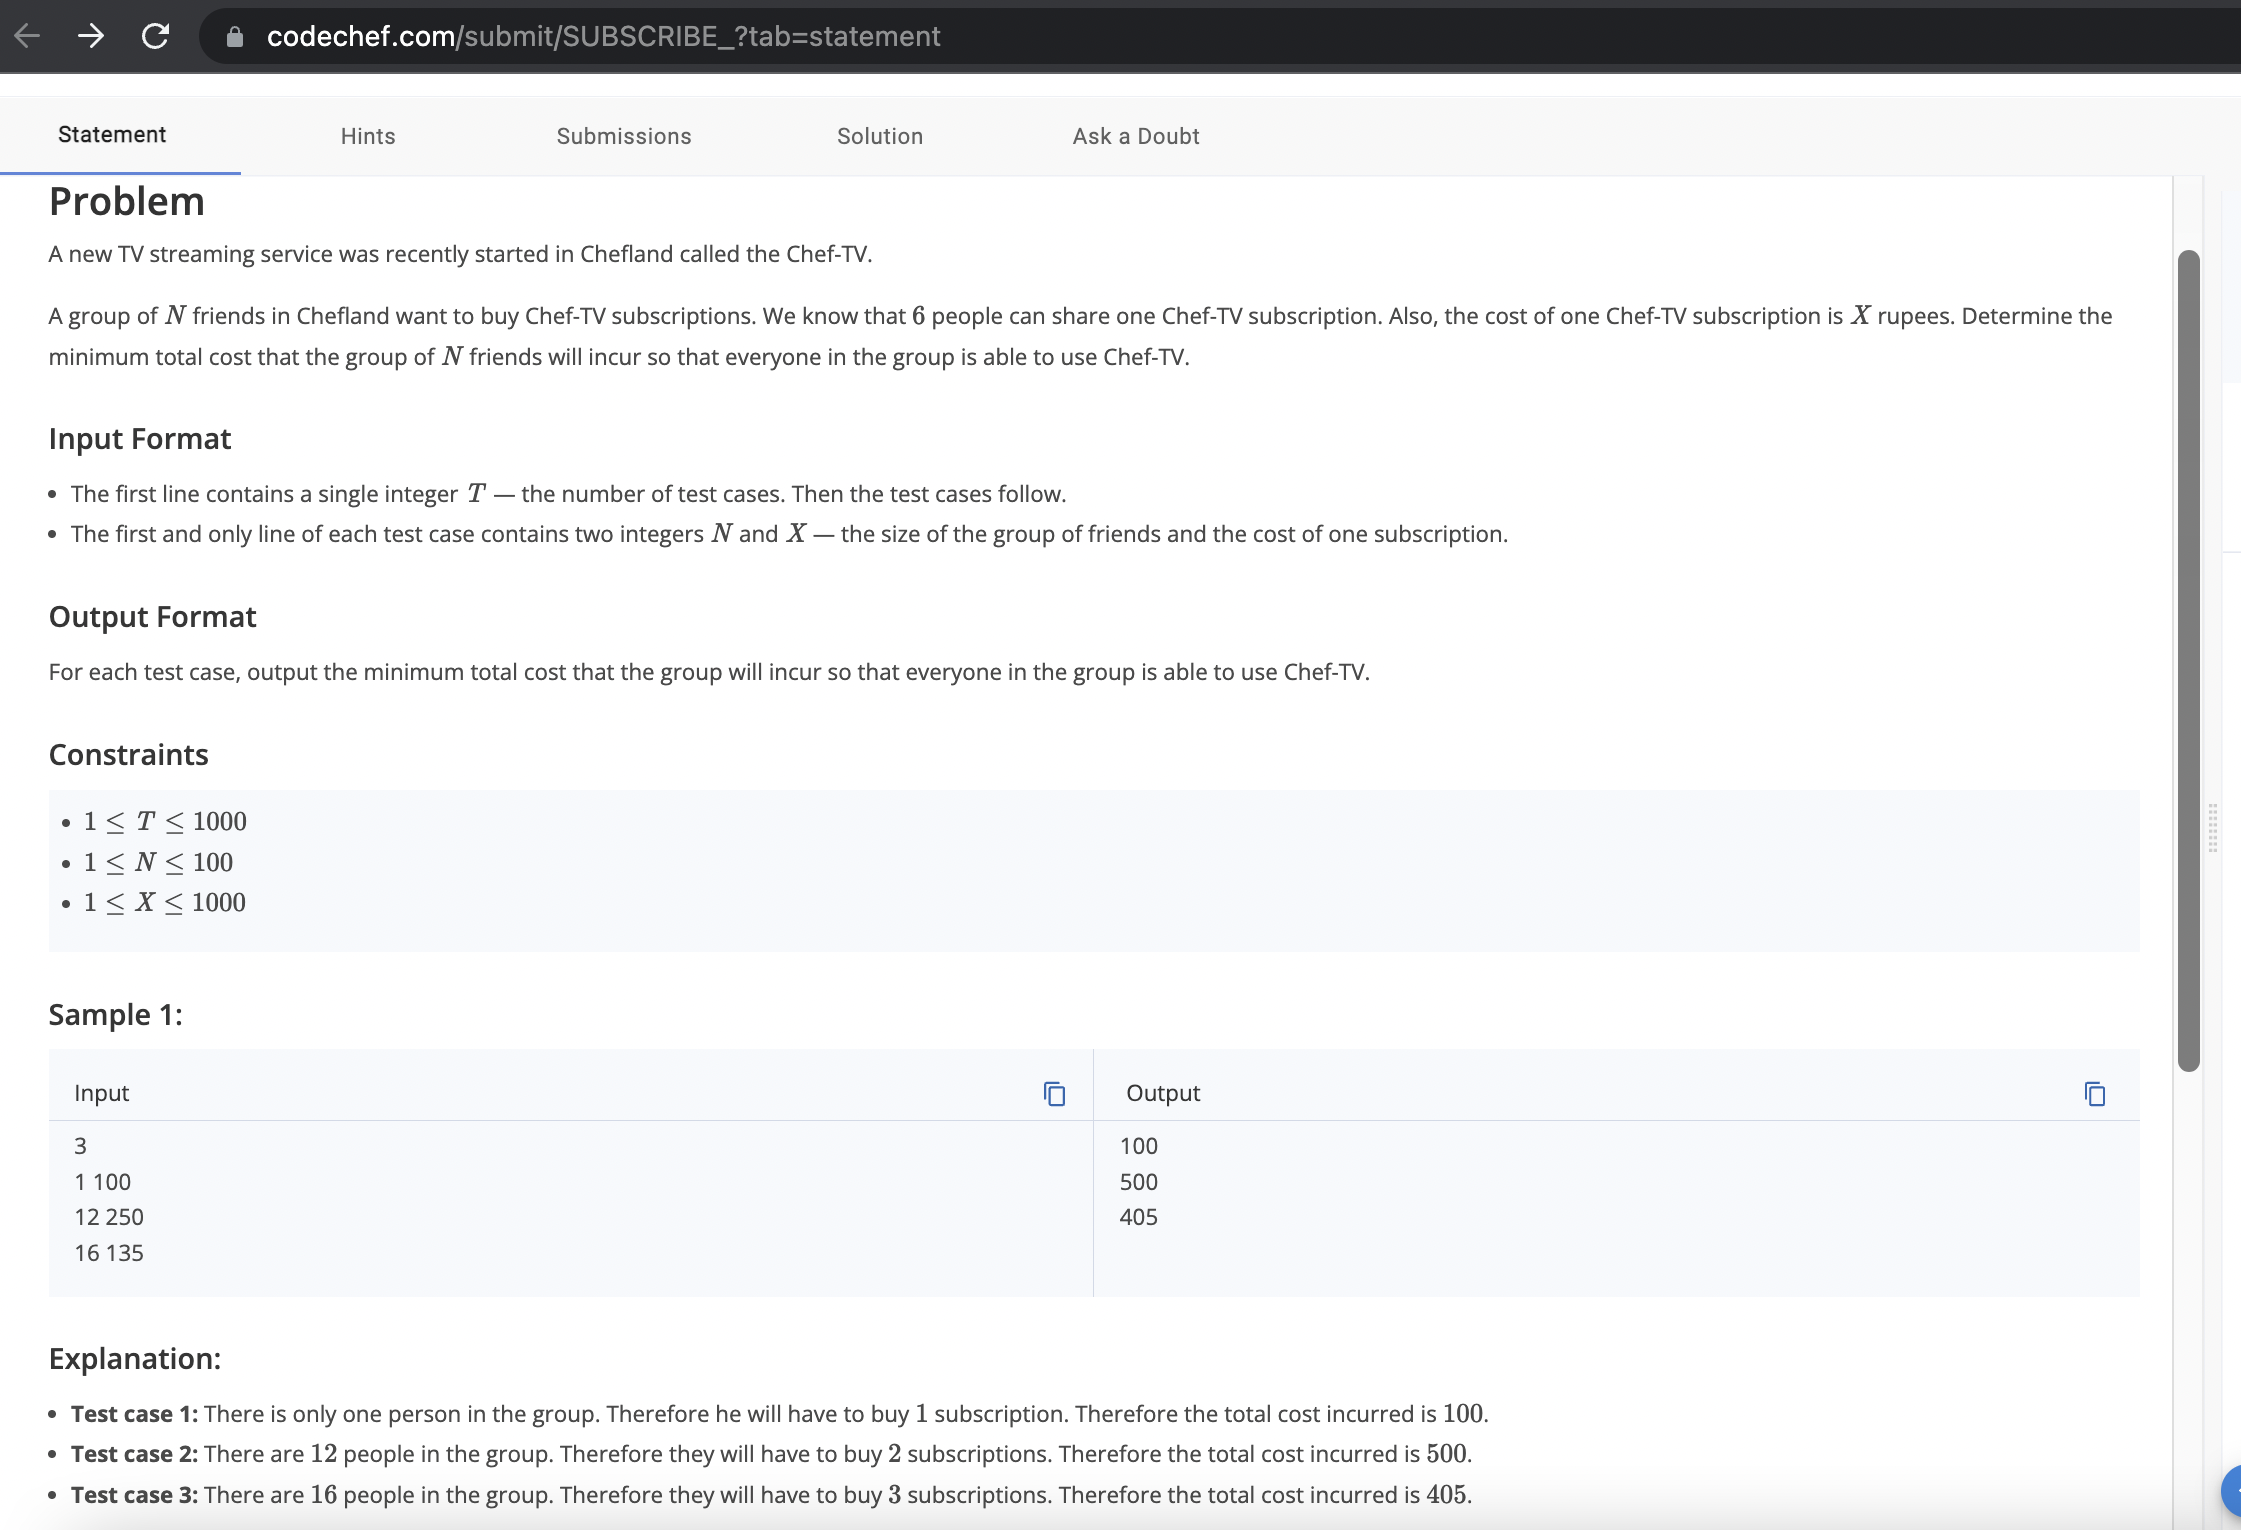 codechef.com/submit/SUBSCRIBE_?tab=statement
Statement Hints Submissions Solution Ask a Doubt
Problem
A new TV streaming service was recently started in Chefland called the Chef-TV.
A group of N friends in Chefland want to buy Chef-TV subscriptions. We know that 6 people can share one Chef-TV subscription. Also, the cost of one Chef-TV subscription is X rupees. Determine the
minimum total cost that the group of N friends will incur so that everyone in the group is able to use Chef-TV.
Input Format
• The first line contains a single integer T — the number of test cases. Then the test cases follow.
• The first and only line of each test case contains two integers N and X — the size of the group of friends and the cost of one subscription.
Output Format
For each test case, output the minimum total cost that the group will incur so that everyone in the group is able to use Chef-TV.
Constraints
• 1 ≤ T ≤ 1000
• 1 ≤ N ≤ 100
• 1 ≤ X ≤ 1000
Sample 1:
Input Output
3 100
1 100 500
12 250 405
16 135
Explanation:
• Test case 1: There is only one person in the group. Therefore he will have to buy 1 subscription. Therefore the total cost incurred is 100.
• Test case 2: There are 12 people in the group. Therefore they will have to buy 2 subscriptions. Therefore the total cost incurred is 500.
• Test case 3: There are 16 people in the group. Therefore they will have to buy 3 subscriptions. Therefore the total cost incurred is 405.